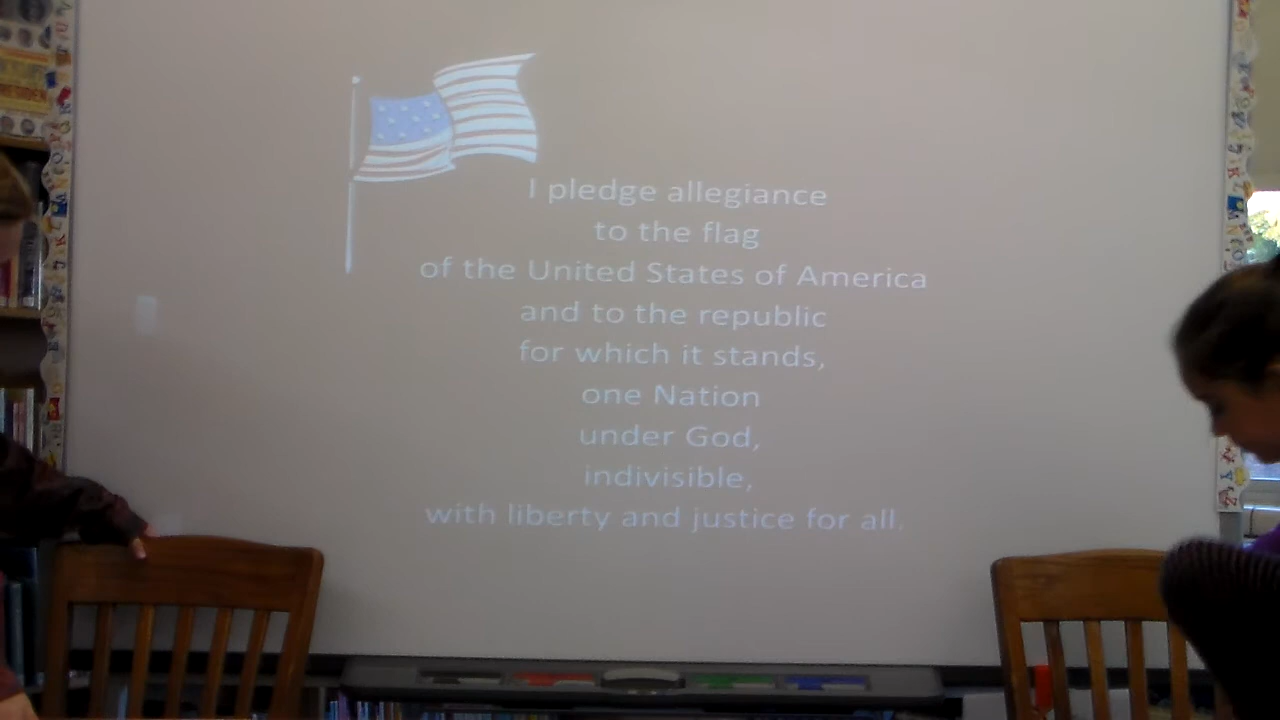 I pledge allegiance
to the flag
of the United States of America
and to the republic
for which it stands,
one Nation
under God,
indivisible,
with liberty and justice for all.